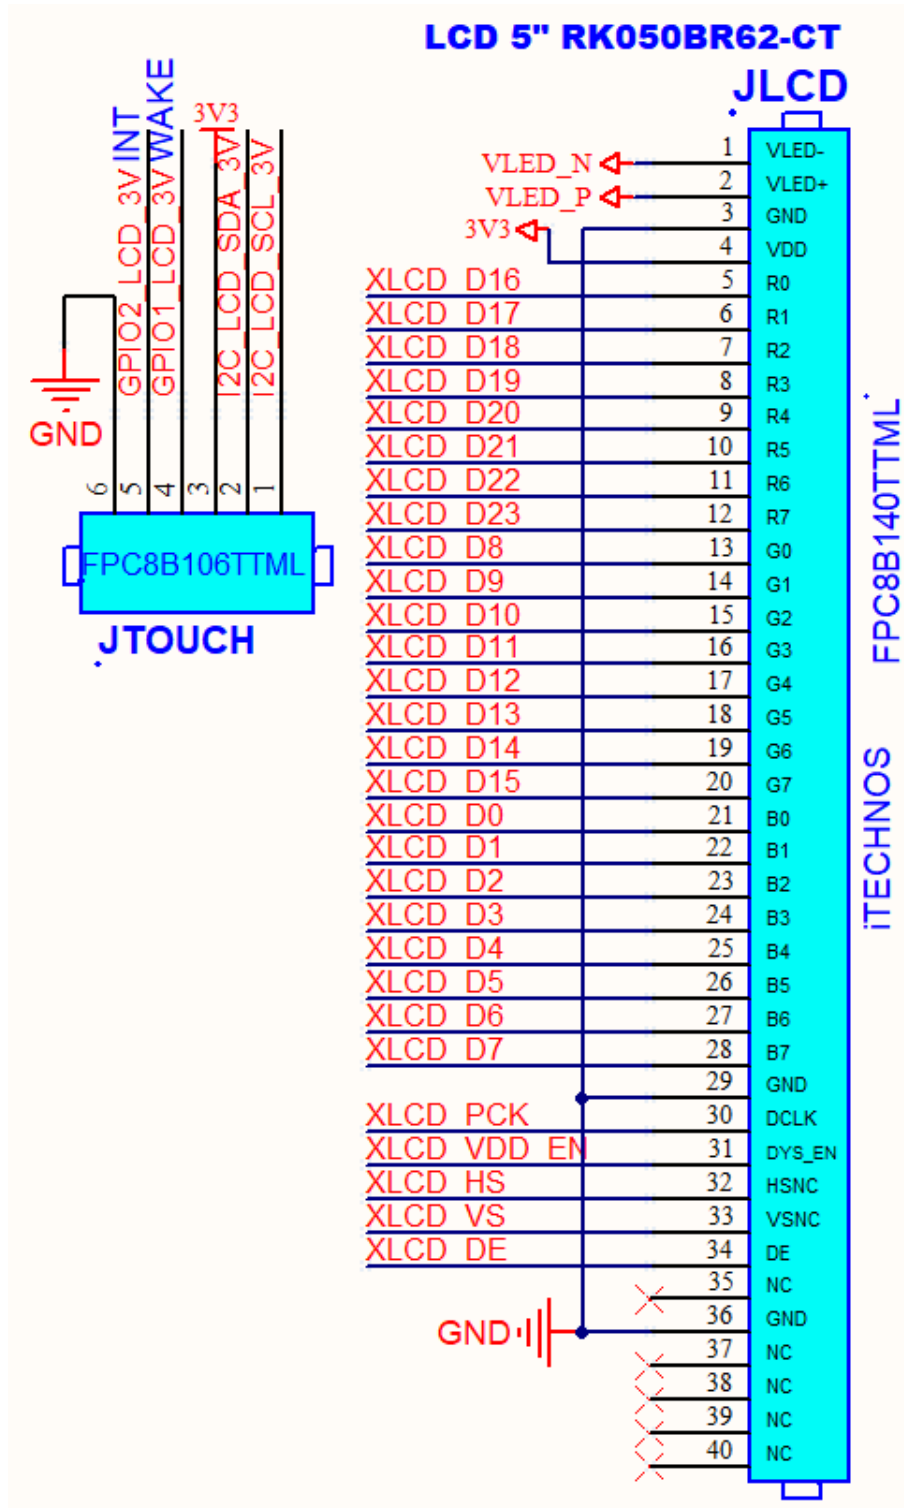 LCD 5" RK050BR62-CT
JLCD
1 VLED-
VLED_N
2 VLED+
VLED_P
3 GND
3V3
4 VDD
XLCD_D16 5 R0
XLCD_D17 6 R1
XLCD_D18 7 R2
XLCD_D19 8 R3
XLCD_D20 9 R4
XLCD_D21 10 R5
XLCD_D22 11 R6
XLCD_D23 12 R7
XLCD_D8 13 G0
XLCD_D9 14 G1
XLCD_D10 15 G2
XLCD_D11 16 G3
XLCD_D12 17 G4
XLCD_D13 18 G5
XLCD_D14 19 G6
XLCD_D15 20 G7
XLCD_D0 21 B0
XLCD_D1 22 B1
XLCD_D2 23 B2
XLCD_D3 24 B3
XLCD_D4 25 B4
XLCD_D5 26 B5
XLCD_D6 27 B6
XLCD_D7 28 B7
29 GND
XLCD_PCK 30 DCLK
XLCD_VDD_EN 31 DYS_EN
XLCD_HS 32 HSNC
XLCD_VS 33 VSNC
XLCD_DE 34 DE
35 NC
36 GND
GND
37 NC
38 NC
39 NC
40 NC
FPC8B140TTML
iTECHNOS
GND
GPIO2_LCD_3V INT
GPIO1_LCD_3V WAKE
3V3
I2C_LCD_SDA_3V
I2C_LCD_SCL_3V
6 5 4 3 2 1
FPC8B106TTML
JTOUCH